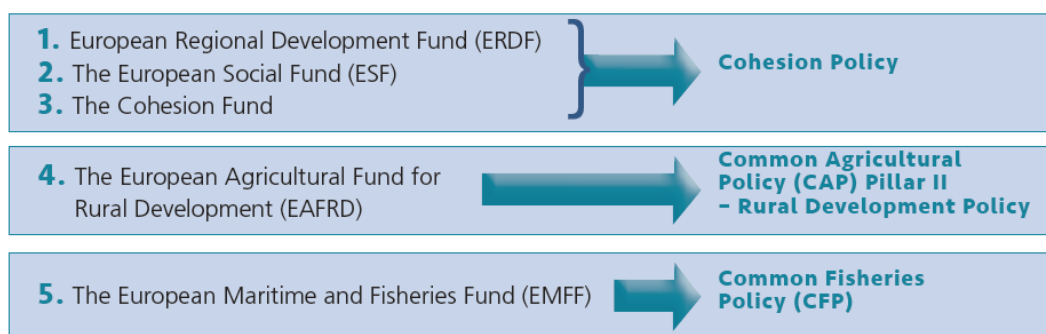 1. European Regional Development Fund (ERDF)
2. The European Social Fund (ESF)
3. The Cohesion Fund
Cohesion Policy
4. The European Agricultural Fund for
Rural Development (EAFRD)
Common Agricultural
Policy (CAP) Pillar II
– Rural Development Policy
5. The European Maritime and Fisheries Fund (EMFF)
Common Fisheries
Policy (CFP)